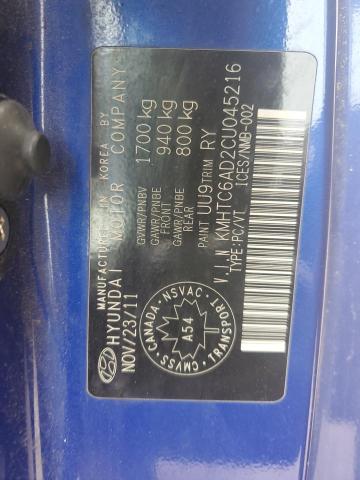 MANUFACTURED IN KOREA BY
HYUNDAI MOTOR COMPANY
NOV/23/11
GVWR/PNBV 1700 kg
GAWR/PNBE FRONT 940 kg
GAWR/PNBE REAR 800 kg
PAINT UU9 TRIM RY
V.I.N. KMHTC6AD2CU045216
TYPE:PC/VT ICES/NMB-002
CANADA · NSVAC
A54
CMVSS · TRANSPORT